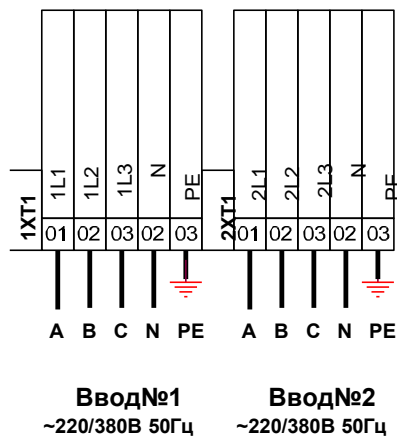 1XT1 1L1 1L2 1L3 N PE 2XT1 2L1 2L2 2L3 N PE
01 02 03 02 03 01 02 03 02 03
A B C N PE A B C N PE
Ввод№1 Ввод№2
~220/380В 50Гц ~220/380В 50Гц